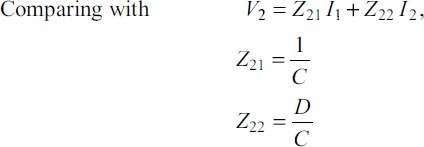 Comparing with V₂ = Z₂₁ I₁ + Z₂₂ I₂,
Z₂₁ = 1/C
Z₂₂ = D/C